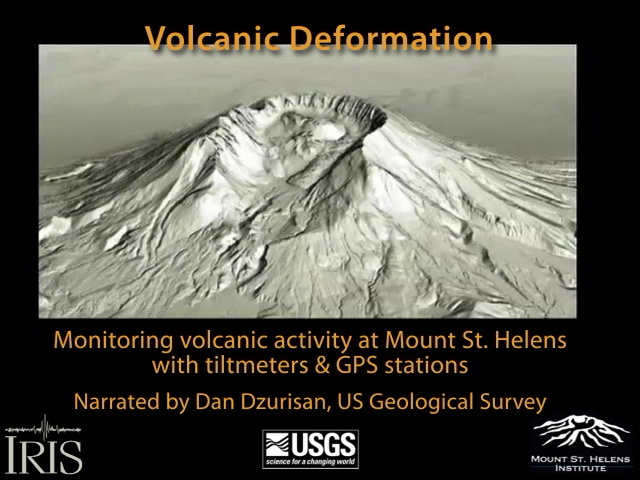 Volcanic Deformation
Monitoring volcanic activity at Mount St. Helens
with tiltmeters & GPS stations
Narrated by Dan Dzurisan, US Geological Survey
IRIS
USGS
science for a changing world
MOUNT ST. HELENS
INSTITUTE